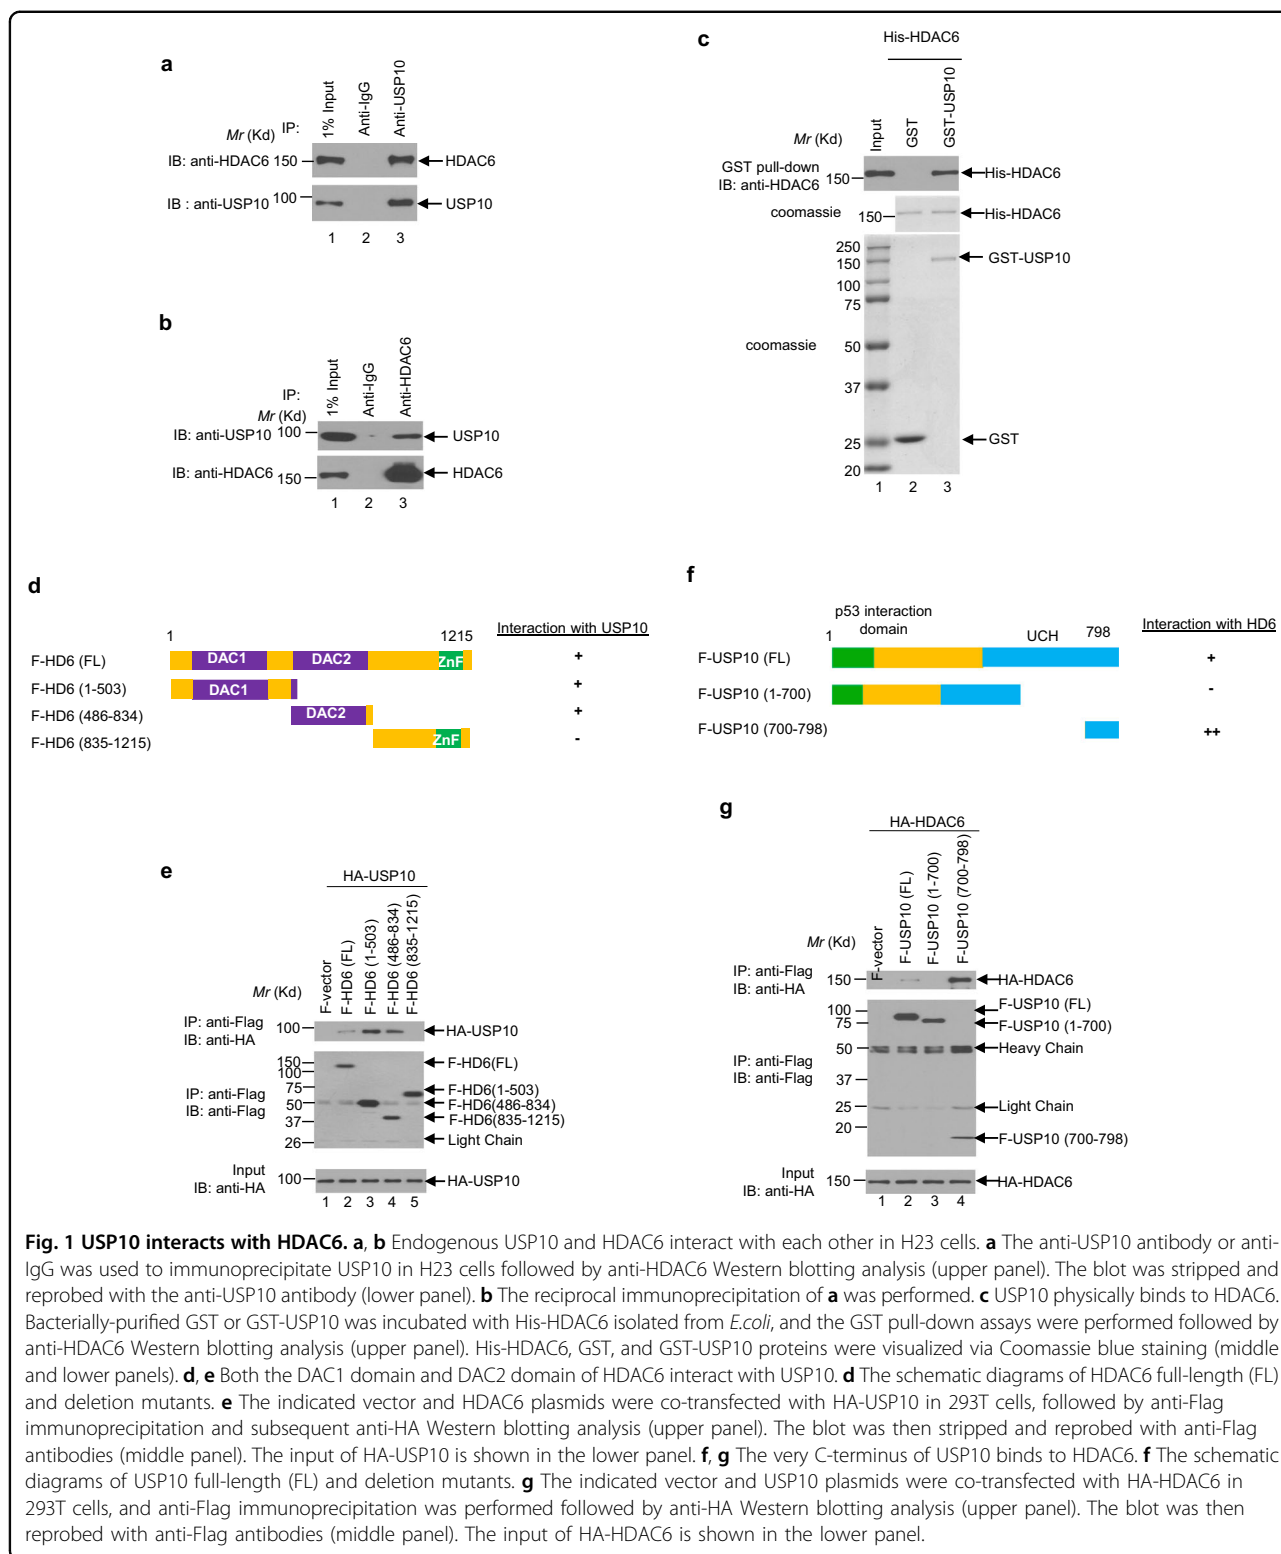 a
IP:
1% Input
Anti-IgG
Anti-USP10
Mr (Kd)
IB: anti-HDAC6 150 HDAC6
IB : anti-USP10 100 USP10
1 2 3
b
IP:
1% Input
Anti-IgG
Anti-HDAC6
Mr (Kd)
IB: anti-USP10 100 USP10
IB: anti-HDAC6 150 HDAC6
1 2 3
c
His-HDAC6
Input
GST
GST-USP10
Mr (Kd)
GST pull-down
IB: anti-HDAC6 150 His-HDAC6
coomassie 150 His-HDAC6
250
150 GST-USP10
100
75
coomassie 50
37
25 GST
20
1 2 3
d
1 1215 Interaction with USP10
F-HD6 (FL) DAC1 DAC2 ZnF +
F-HD6 (1-503) DAC1 +
F-HD6 (486-834) DAC2 +
F-HD6 (835-1215) ZnF -
e
HA-USP10
F-vector
F-HD6 (FL)
F-HD6 (1-503)
F-HD6 (486-834)
F-HD6 (835-1215)
Mr (Kd)
IP: anti-Flag
IB: anti-HA
100 HA-USP10
150 F-HD6(FL)
100
75 F-HD6(1-503)
IP: anti-Flag
IB: anti-Flag
50 F-HD6(486-834)
37 F-HD6(835-1215)
26 Light Chain
Input
IB: anti-HA
100 HA-USP10
1 2 3 4 5
f
p53 interaction
domain
1 UCH 798 Interaction with HD6
F-USP10 (FL) +
F-USP10 (1-700) -
F-USP10 (700-798) ++
g
HA-HDAC6
F-vector
F-USP10 (FL)
F-USP10 (1-700)
F-USP10 (700-798)
Mr (Kd)
IP: anti-Flag
IB: anti-HA
150 HA-HDAC6
100 F-USP10 (FL)
75 F-USP10 (1-700)
50 Heavy Chain
IP: anti-Flag
IB: anti-Flag
37
25 Light Chain
20
F-USP10 (700-798)
Input
IB: anti-HA
150 HA-HDAC6
1 2 3 4
Fig. 1 USP10 interacts with HDAC6. a, b Endogenous USP10 and HDAC6 interact with each other in H23 cells. a The anti-USP10 antibody or anti-
IgG was used to immunoprecipitate USP10 in H23 cells followed by anti-HDAC6 Western blotting analysis (upper panel). The blot was stripped and
reprobed with the anti-USP10 antibody (lower panel). b The reciprocal immunoprecipitation of a was performed. c USP10 physically binds to HDAC6.
Bacterially-purified GST or GST-USP10 was incubated with His-HDAC6 isolated from E.coli, and the GST pull-down assays were performed followed by
anti-HDAC6 Western blotting analysis (upper panel). His-HDAC6, GST, and GST-USP10 proteins were visualized via Coomassie blue staining (middle
and lower panels). d, e Both the DAC1 domain and DAC2 domain of HDAC6 interact with USP10. d The schematic diagrams of HDAC6 full-length (FL)
and deletion mutants. e The indicated vector and HDAC6 plasmids were co-transfected with HA-USP10 in 293T cells, followed by anti-Flag
immunoprecipitation and subsequent anti-HA Western blotting analysis (upper panel). The blot was then stripped and reprobed with anti-Flag
antibodies (middle panel). The input of HA-USP10 is shown in the lower panel. f, g The very C-terminus of USP10 binds to HDAC6. f The schematic
diagrams of USP10 full-length (FL) and deletion mutants. g The indicated vector and USP10 plasmids were co-transfected with HA-HDAC6 in
293T cells, and anti-Flag immunoprecipitation was performed followed by anti-HA Western blotting analysis (upper panel). The blot was then
reprobed with anti-Flag antibodies (middle panel). The input of HA-HDAC6 is shown in the lower panel.